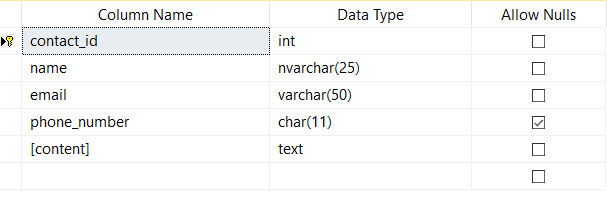 Column Name Data Type Allow Nulls
contact_id int
name nvarchar(25)
email varchar(50)
phone_number char(11)
[content] text